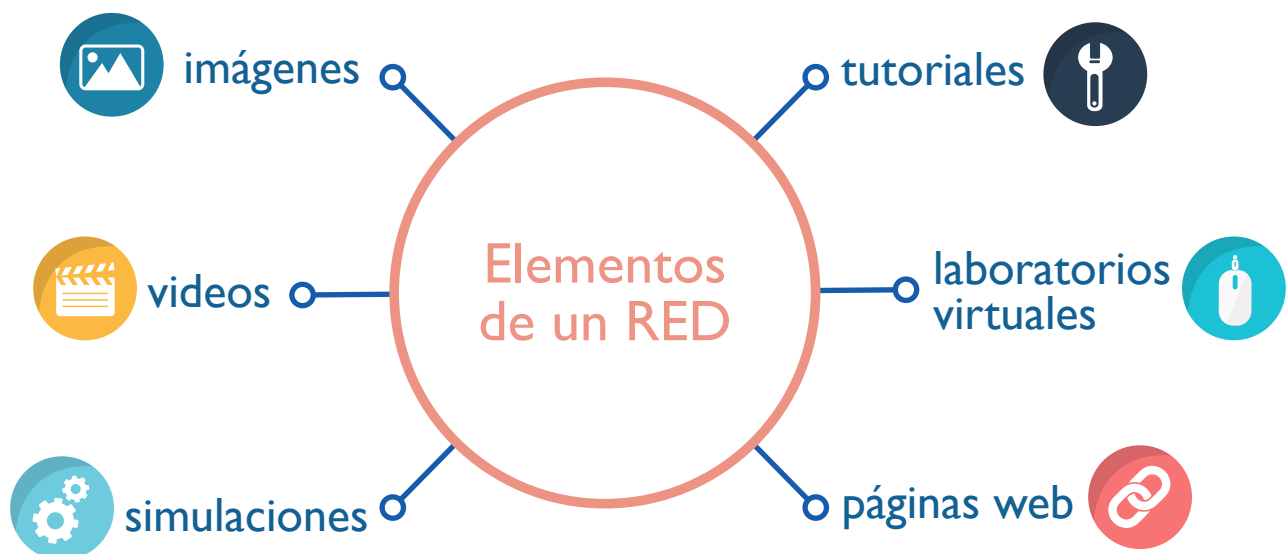 imágenes
videos
simulaciones
Elementos
de un RED
tutoriales
laboratorios
virtuales
páginas web